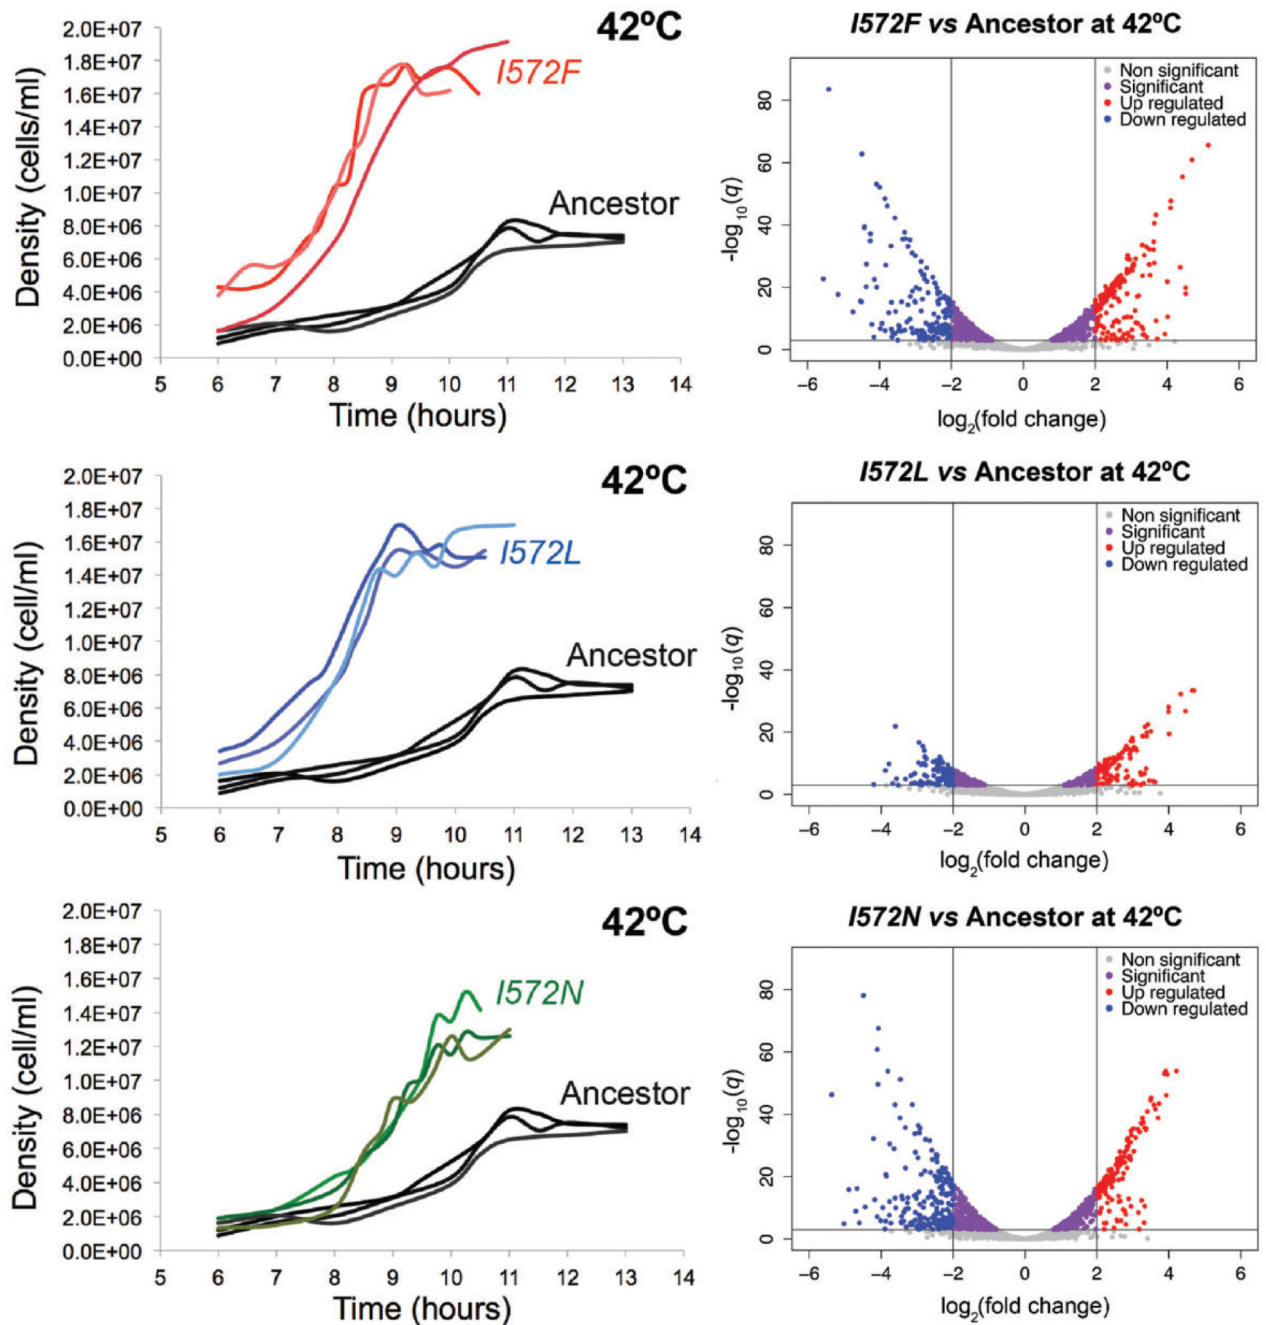 42ºC
I572F
Ancestor
Density (cells/ml)
2.0E+07
1.8E+07
1.6E+07
1.4E+07
1.2E+07
1.0E+07
8.0E+06
6.0E+06
4.0E+06
2.0E+06
0.0E+00
5 6 7 8 9 10 11 12 13 14
Time (hours)
I572F vs Ancestor at 42ºC
Non significant
Significant
Up regulated
Down regulated
-log10(q)
80
60
40
20
0
−6 −4 −2 0 2 4 6
log2(fold change)
42ºC
I572L
Ancestor
Density (cell/ml)
2.0E+07
1.8E+07
1.6E+07
1.4E+07
1.2E+07
1.0E+07
8.0E+06
6.0E+06
4.0E+06
2.0E+06
0.0E+00
5 6 7 8 9 10 11 12 13 14
Time (hours)
I572L vs Ancestor at 42ºC
Non significant
Significant
Up regulated
Down regulated
-log10(q)
80
60
40
20
0
−6 −4 −2 0 2 4 6
log2(fold change)
42ºC
I572N
Ancestor
Density (cell/ml)
2.0E+07
1.8E+07
1.6E+07
1.4E+07
1.2E+07
1.0E+07
8.0E+06
6.0E+06
4.0E+06
2.0E+06
0.0E+00
5 6 7 8 9 10 11 12 13 14
Time (hours)
I572N vs Ancestor at 42ºC
Non significant
Significant
Up regulated
Down regulated
-log10(q)
80
60
40
20
0
−6 −4 −2 0 2 4 6
log2(fold change)